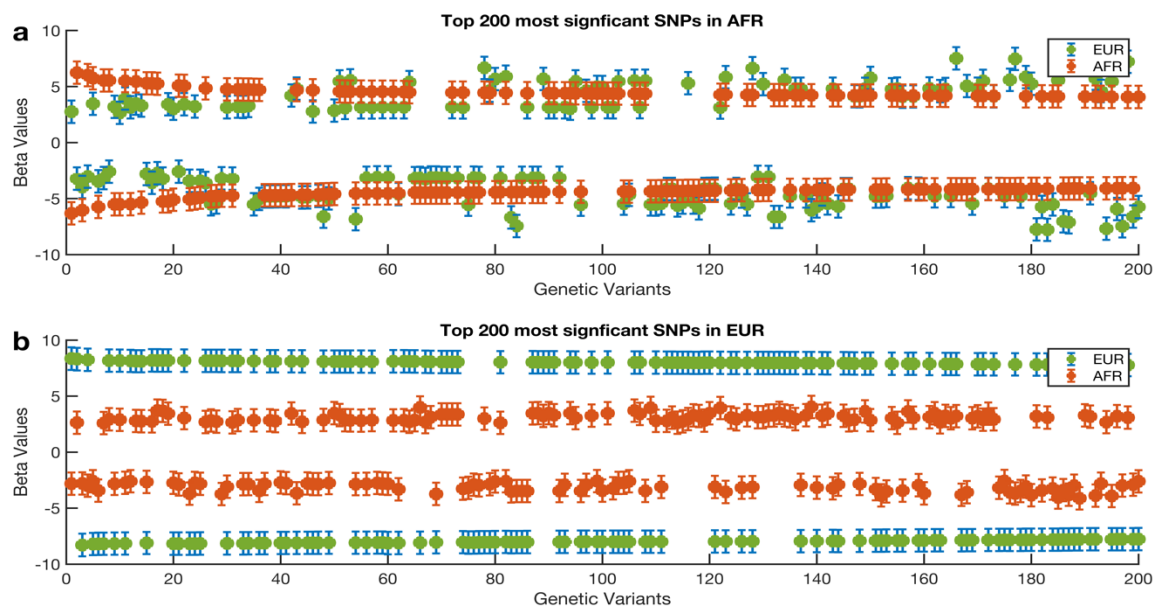 a
Top 200 most signficant SNPs in AFR
10
5
0
-5
-10
Beta Values
EUR
AFR
0 20 40 60 80 100 120 140 160 180 200
Genetic Variants
b
Top 200 most signficant SNPs in EUR
10
5
0
-5
-10
Beta Values
EUR
AFR
0 20 40 60 80 100 120 140 160 180 200
Genetic Variants